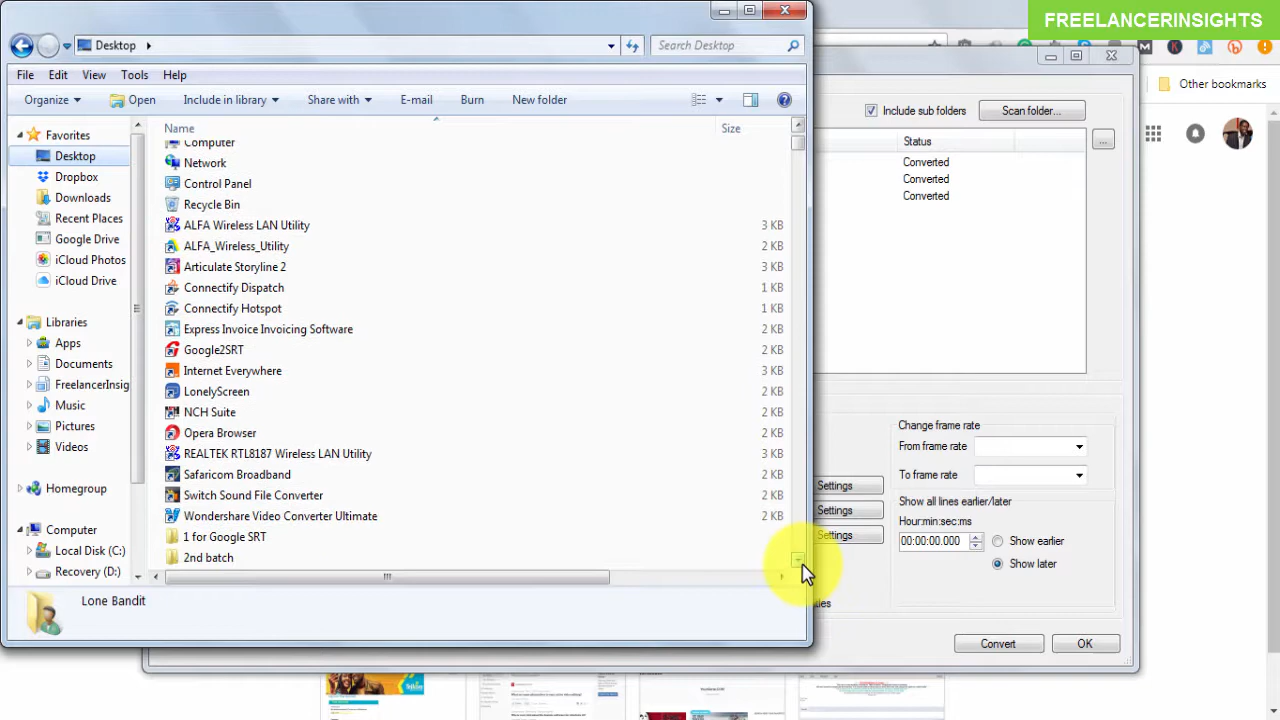 FREELANCERINSIGHTS
Desktop
Search Desktop
File Edit View Tools Help
Organize Open Include in library Share with E-mail Burn New folder
Other bookmarks
Include sub folders Scan folder...
Favorites
Desktop
Dropbox
Downloads
Recent Places
Google Drive
iCloud Photos
iCloud Drive
Libraries
Apps
Documents
FreelancerInsig
Music
Pictures
Videos
Homegroup
Computer
Local Disk (C:)
Recovery (D:)
Name Size
Computer
Network
Control Panel
Recycle Bin
ALFA Wireless LAN Utility 3 KB
ALFA_Wireless_Utility 2 KB
Articulate Storyline 2 3 KB
Connectify Dispatch 1 KB
Connectify Hotspot 1 KB
Express Invoice Invoicing Software 2 KB
Google2SRT 2 KB
Internet Everywhere 2 KB
LonelyScreen 2 KB
NCH Suite 2 KB
Opera Browser 2 KB
REALTEK RTL8187 Wireless LAN Utility 3 KB
Safaricom Broadband 2 KB
Switch Sound File Converter 2 KB
Wondershare Video Converter Ultimate 2 KB
1 for Google SRT
2nd batch
Lone Bandit
Status
...
Converted
Converted
Converted
Change frame rate
From frame rate
To frame rate
Settings
Settings
Settings
Show all lines earlier/later
Hour:min:sec:ms
00:00:00.000 Show earlier
Show later
Convert OK